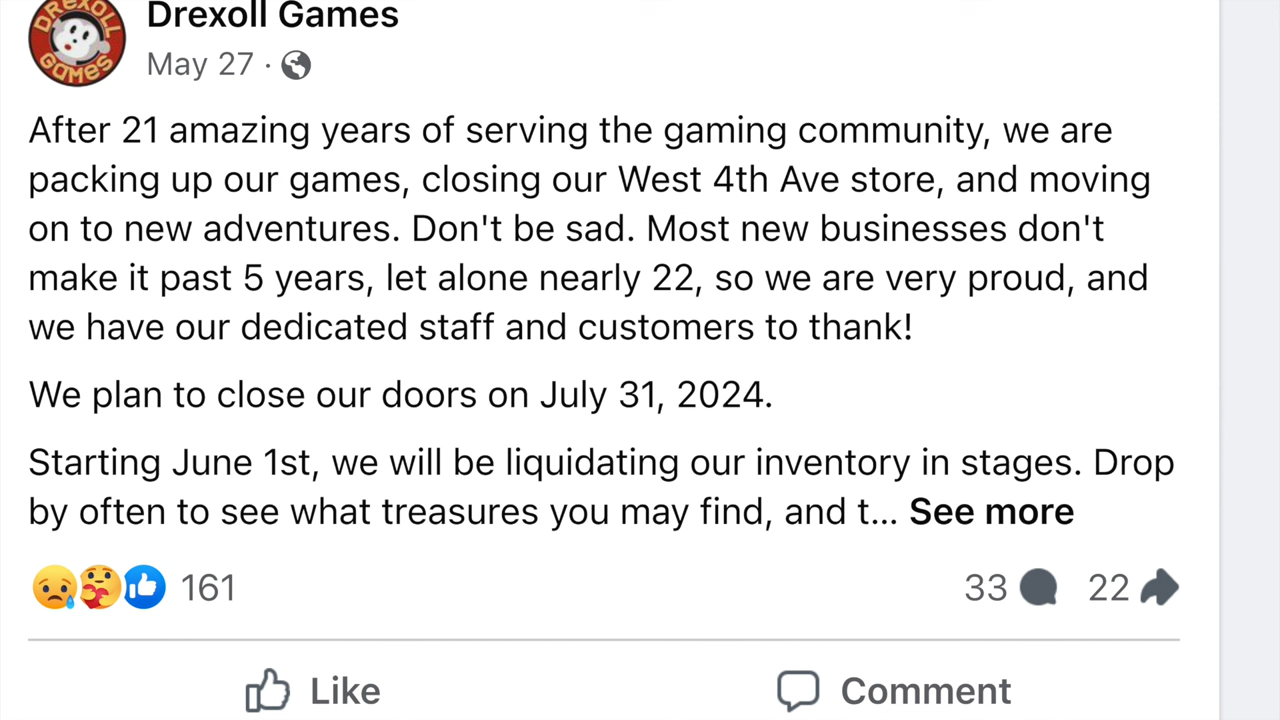 DREXOLL
GAMES
Drexoll Games
May 27 ·
After 21 amazing years of serving the gaming community, we are
packing up our games, closing our West 4th Ave store, and moving
on to new adventures. Don't be sad. Most new businesses don't
make it past 5 years, let alone nearly 22, so we are very proud, and
we have our dedicated staff and customers to thank!
We plan to close our doors on July 31, 2024.
Starting June 1st, we will be liquidating our inventory in stages. Drop
by often to see what treasures you may find, and t... See more
161 33 22
Like Comment